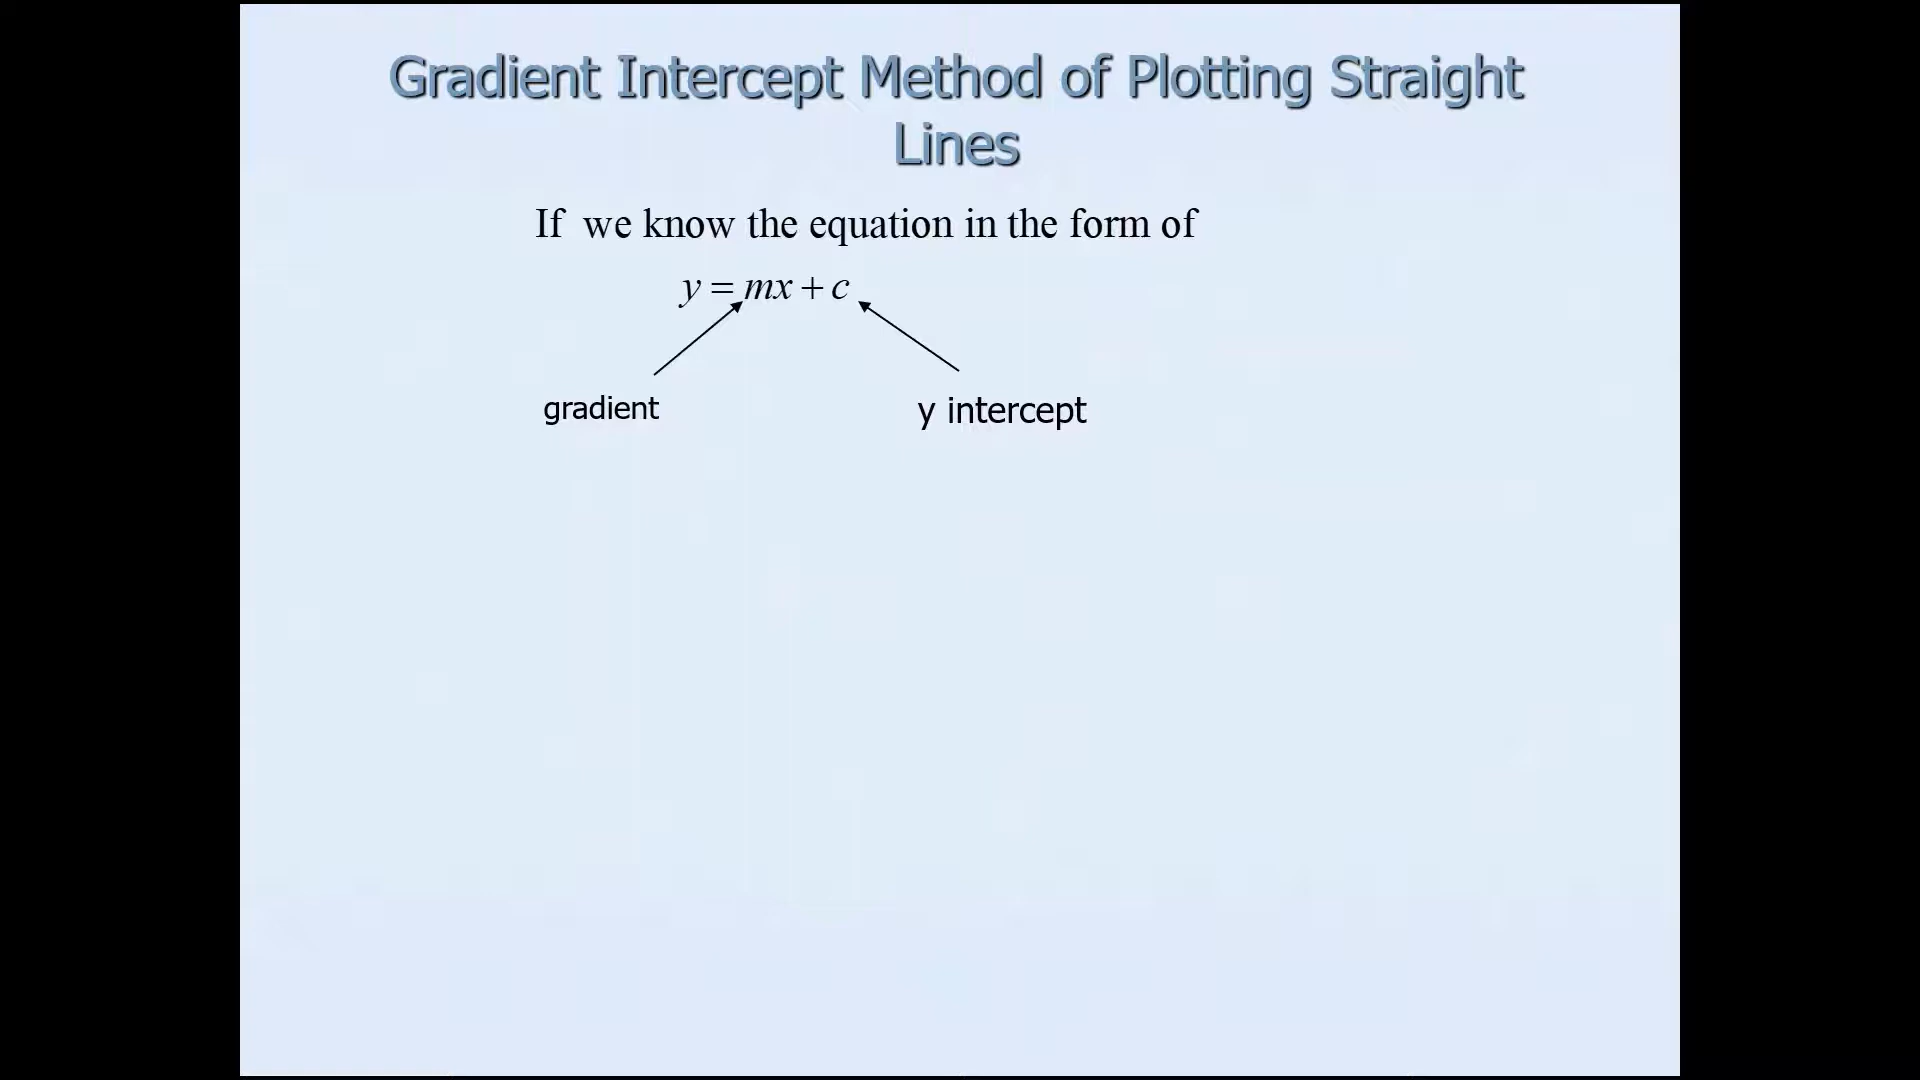 Gradient Intercept Method of Plotting Straight
Lines
If we know the equation in the form of
y = mx + c
gradient
y intercept